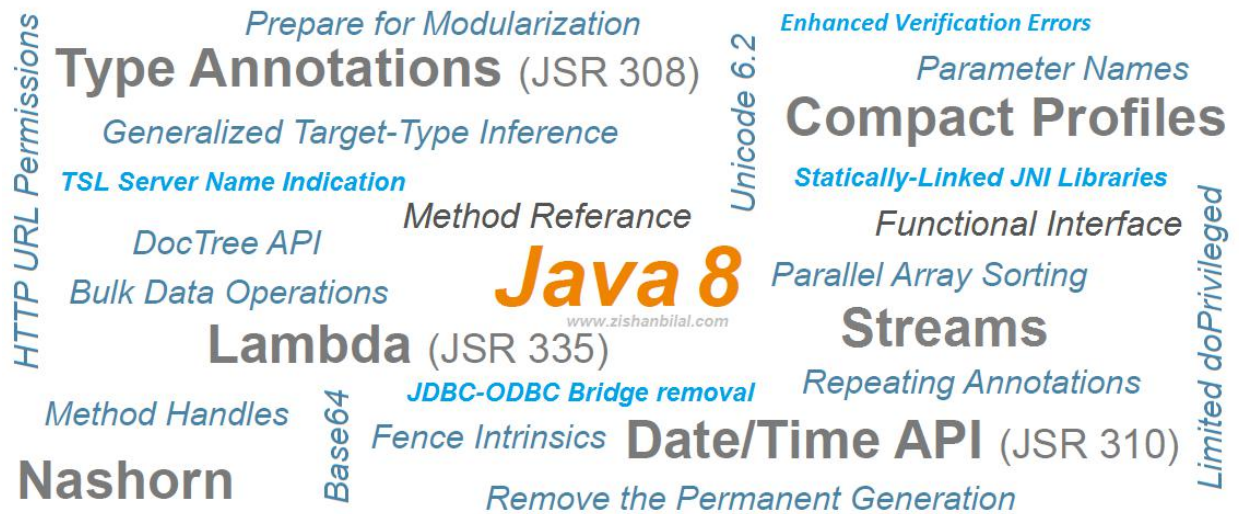 Prepare for Modularization
Enhanced Verification Errors
HTTP URL Permissions
Type Annotations (JSR 308)
Unicode 6.2
Parameter Names
Compact Profiles
Generalized Target-Type Inference
TSL Server Name Indication
Statically-Linked JNI Libraries
Method Referance
Functional Interface
DocTree API
Java 8
Parallel Array Sorting
Bulk Data Operations
www.zishanbilal.com
Streams
Lambda (JSR 335)
Limited doPrivileged
JDBC-ODBC Bridge removal
Repeating Annotations
Method Handles
Base64
Fence Intrinsics
Date/Time API (JSR 310)
Nashorn
Remove the Permanent Generation